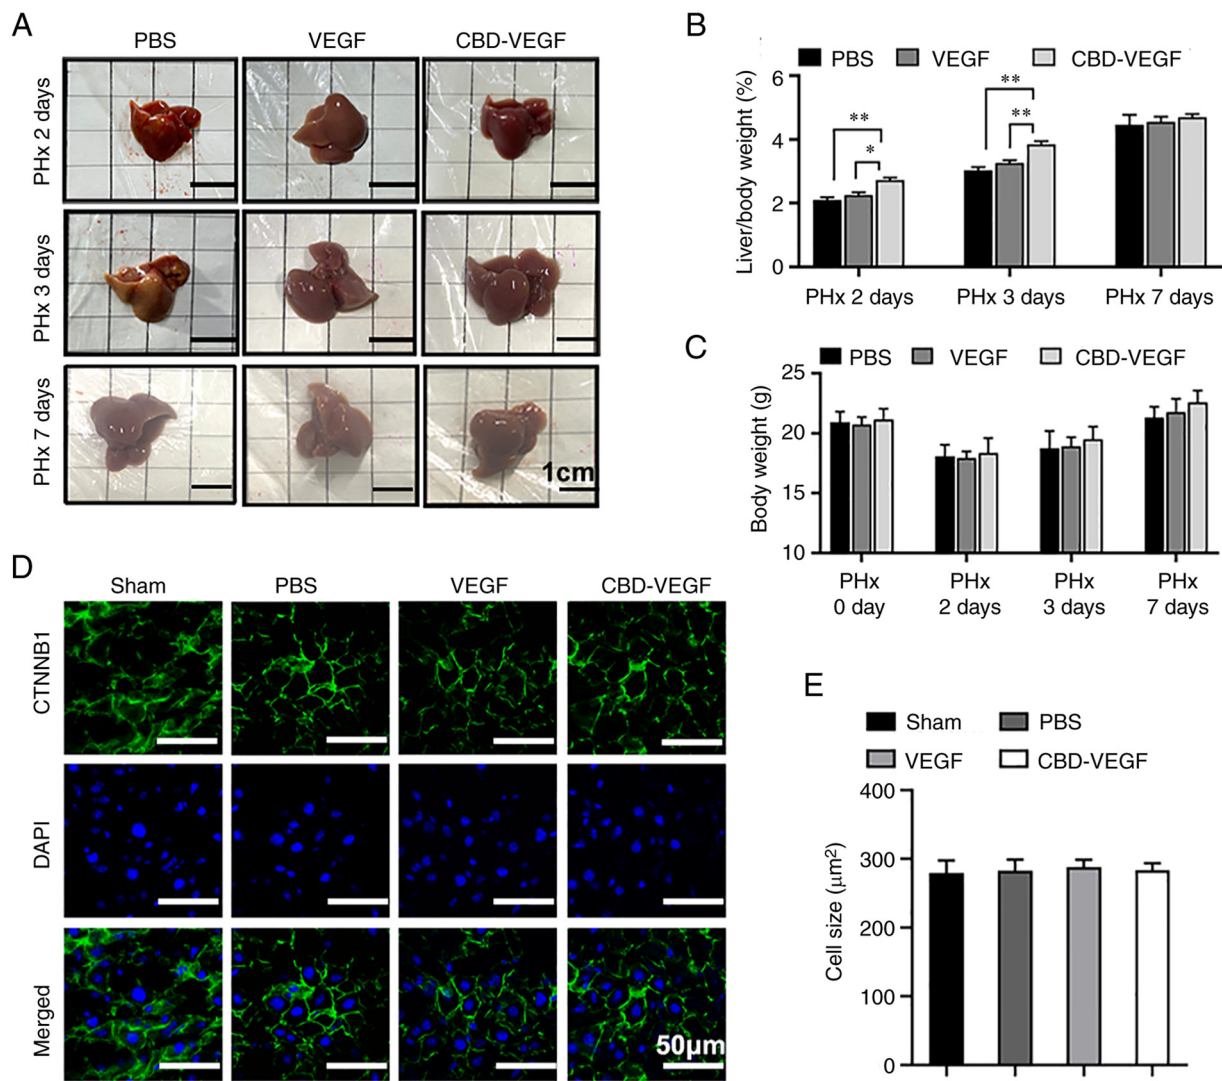 A
PBS VEGF CBD-VEGF
PHx 2 days
PHx 3 days
PHx 7 days
1cm
B
PBS VEGF CBD-VEGF
Liver/body weight (%)
6
4
2
0
** * ** **
PHx 2 days PHx 3 days PHx 7 days
C
PBS VEGF CBD-VEGF
Body weight (g)
25
20
15
10
PHx PHx PHx PHx
0 day 2 days 3 days 7 days
D
Sham PBS VEGF CBD-VEGF
CTNNB1
DAPI
Merged
50μm
E
Sham PBS
VEGF CBD-VEGF
Cell size (μm²)
400
300
200
100
0